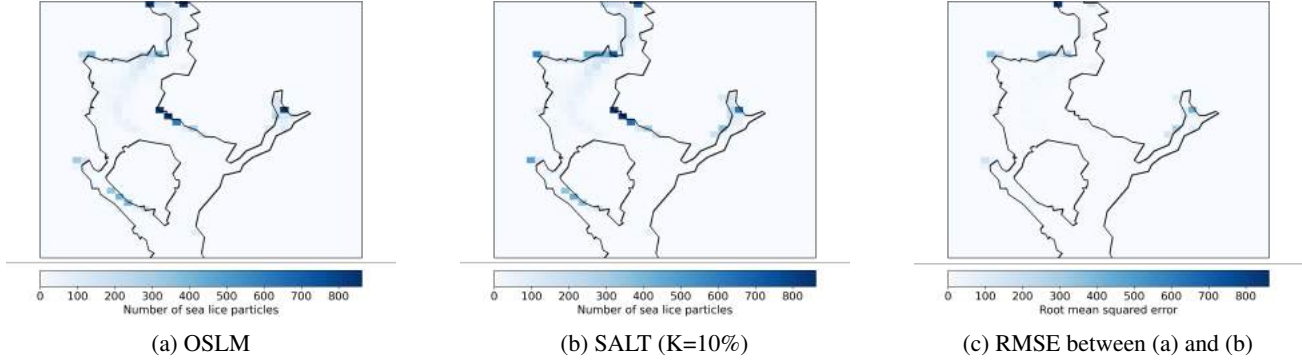 0 100 200 300 400 500 600 700 800
Number of sea lice particles
(a) OSLM
0 100 200 300 400 500 600 700 800
Number of sea lice particles
(b) SALT (K=10%)
0 100 200 300 400 500 600 700 800
Root mean squared error
(c) RMSE between (a) and (b)